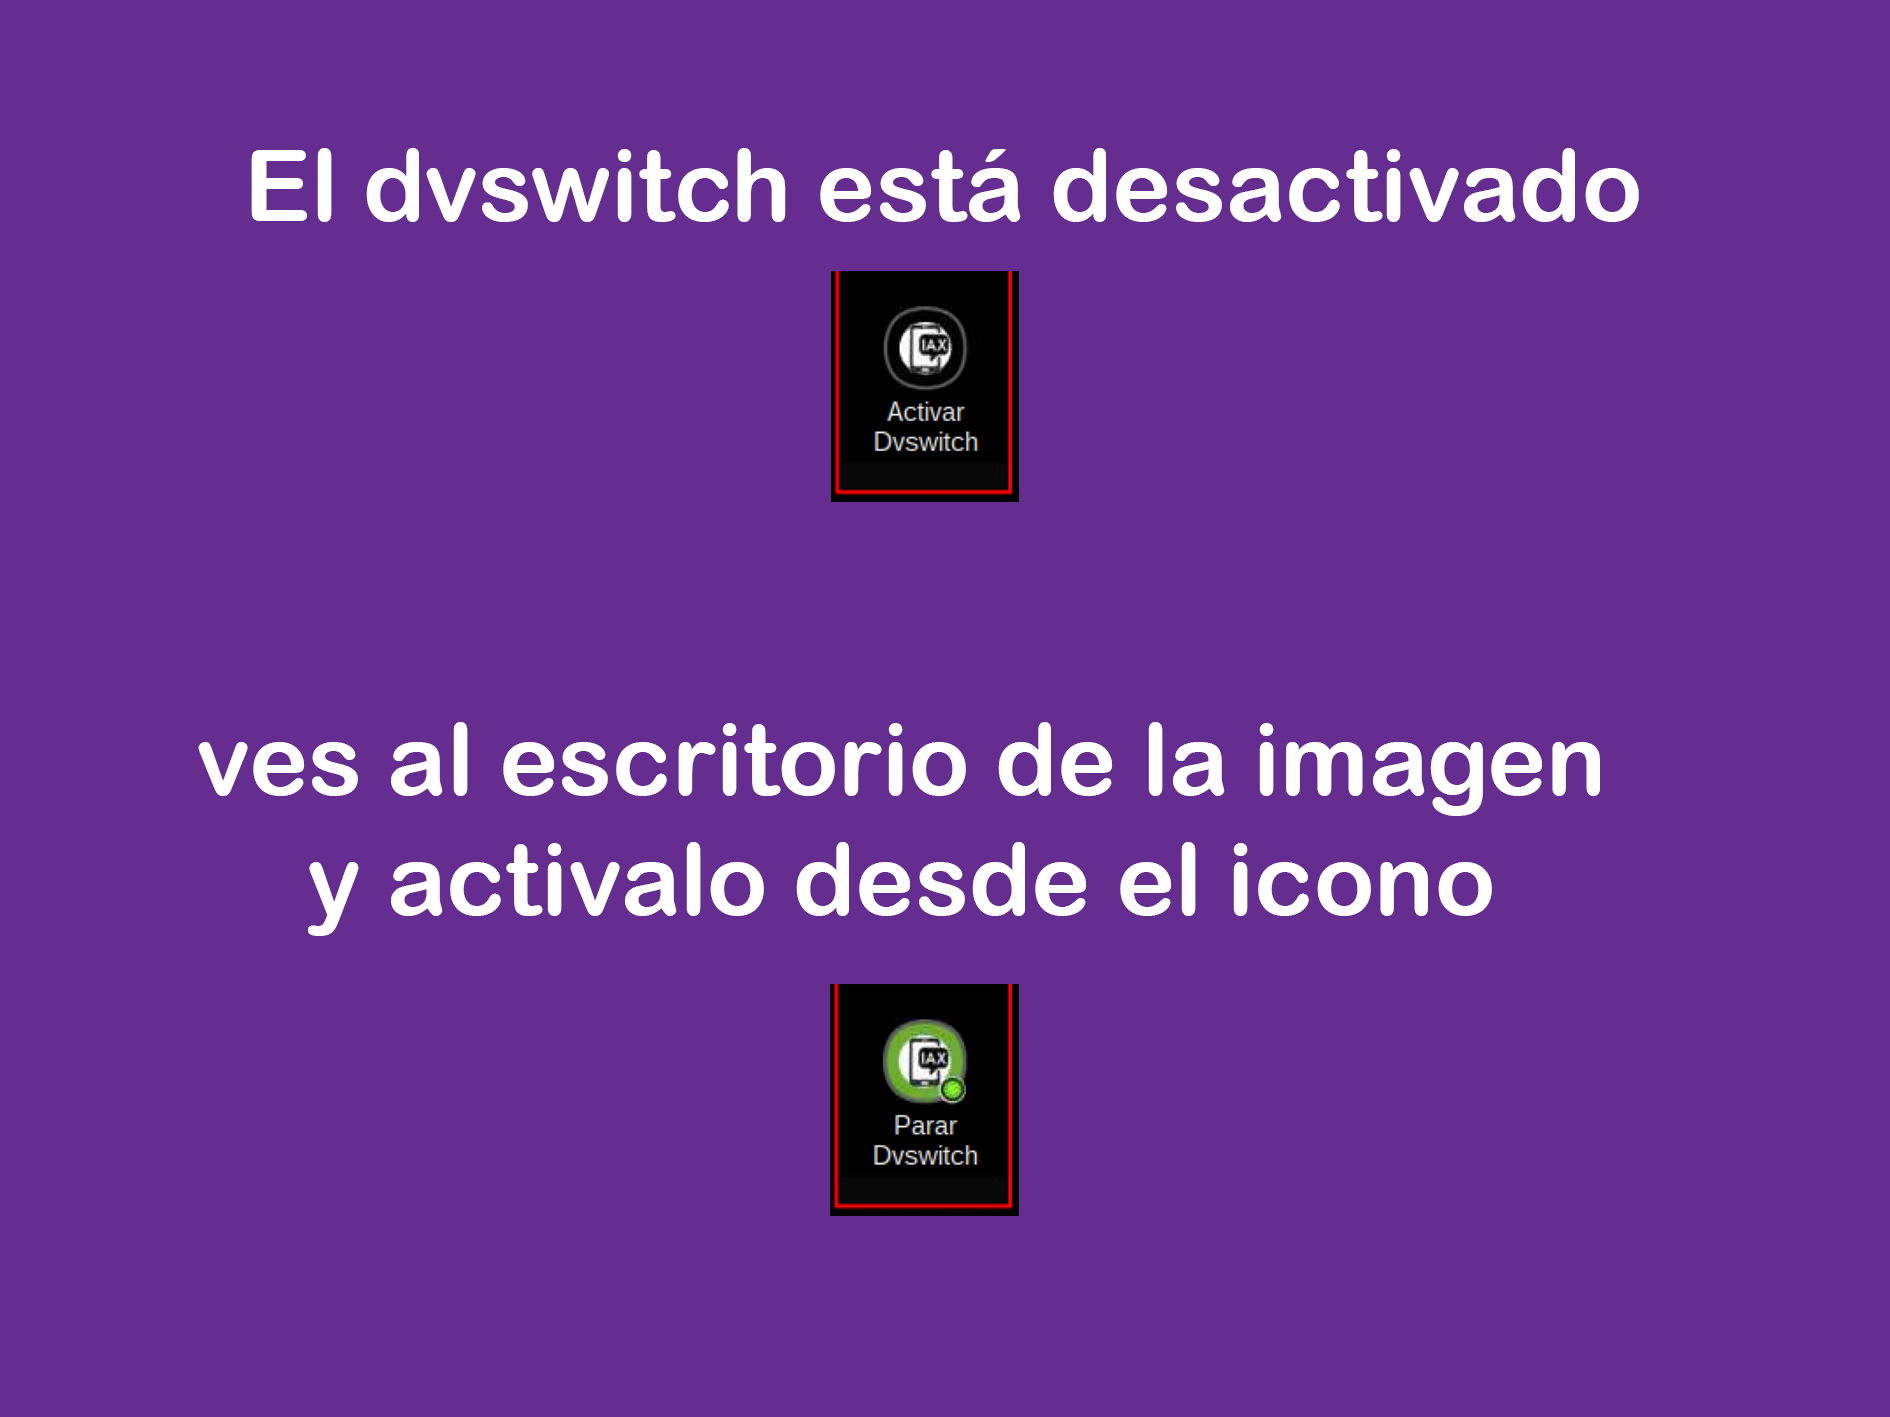 El dvswitch está desactivado
IAX
Activar
Dvswitch
ves al escritorio de la imagen
y activalo desde el icono
IAX
Parar
Dvswitch